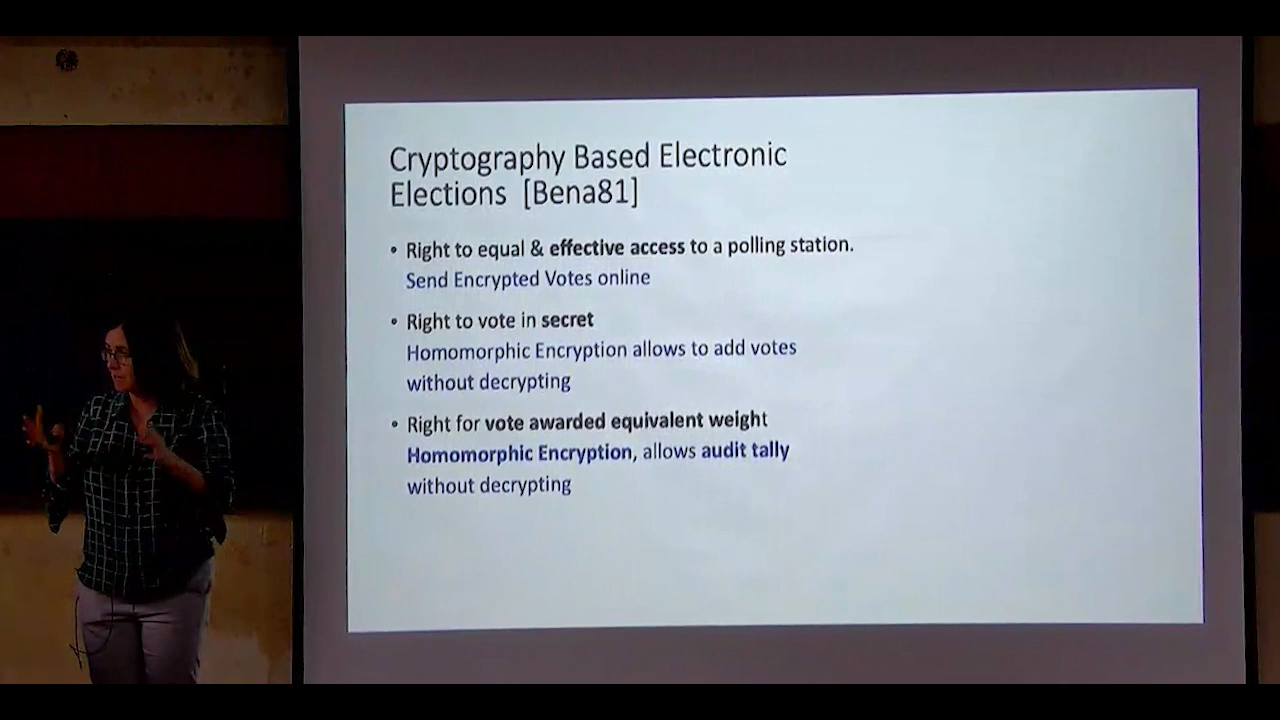 Cryptography Based Electronic
Elections [Bena81]
• Right to equal & effective access to a polling station.
Send Encrypted Votes online
• Right to vote in secret
Homomorphic Encryption allows to add votes
without decrypting
• Right for vote awarded equivalent weight
Homomorphic Encryption, allows audit tally
without decrypting